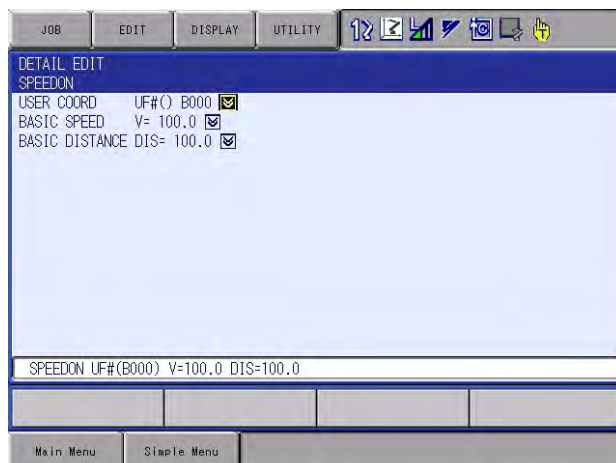 JOB EDIT DISPLAY UTILITY
DETAIL EDIT
SPEEDON
USER COORD UF#() B000
BASIC SPEED V= 100.0
BASIC DISTANCE DIS= 100.0
SPEEDON UF#(B000) V=100.0 DIS=100.0
Main Menu Simple Menu